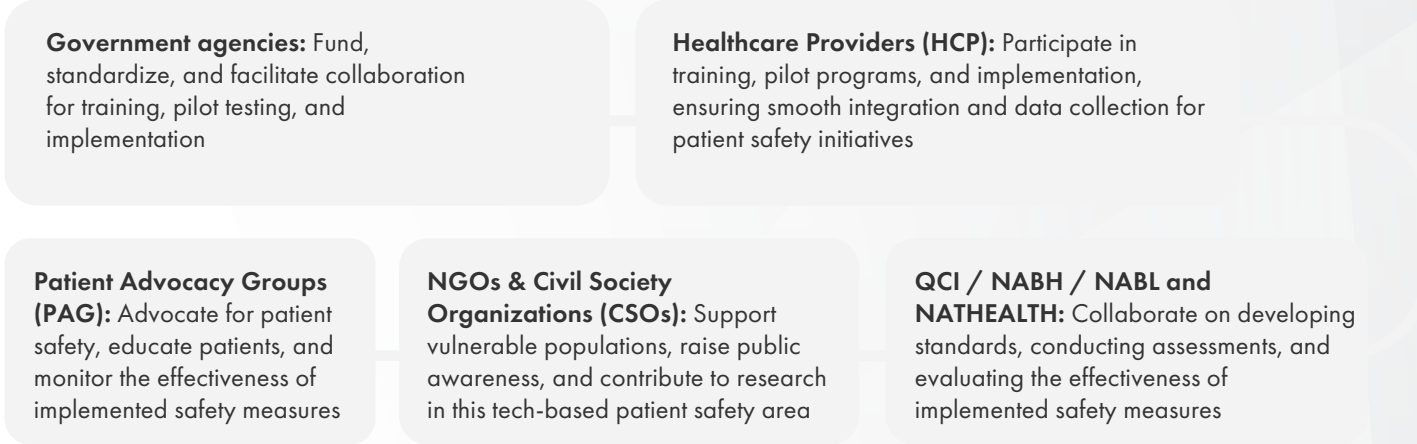 Government agencies: Fund,
standardize, and facilitate collaboration
for training, pilot testing, and
implementation
Healthcare Providers (HCP): Participate in
training, pilot programs, and implementation,
ensuring smooth integration and data collection for
patient safety initiatives
Patient Advocacy Groups
(PAG): Advocate for patient
safety, educate patients, and
monitor the effectiveness of
implemented safety measures
NGOs & Civil Society
Organizations (CSOs): Support
vulnerable populations, raise public
awareness, and contribute to research
in this tech-based patient safety area
QCI / NABH / NABL and
NATHEALTH: Collaborate on developing
standards, conducting assessments, and
evaluating the effectiveness of
implemented safety measures